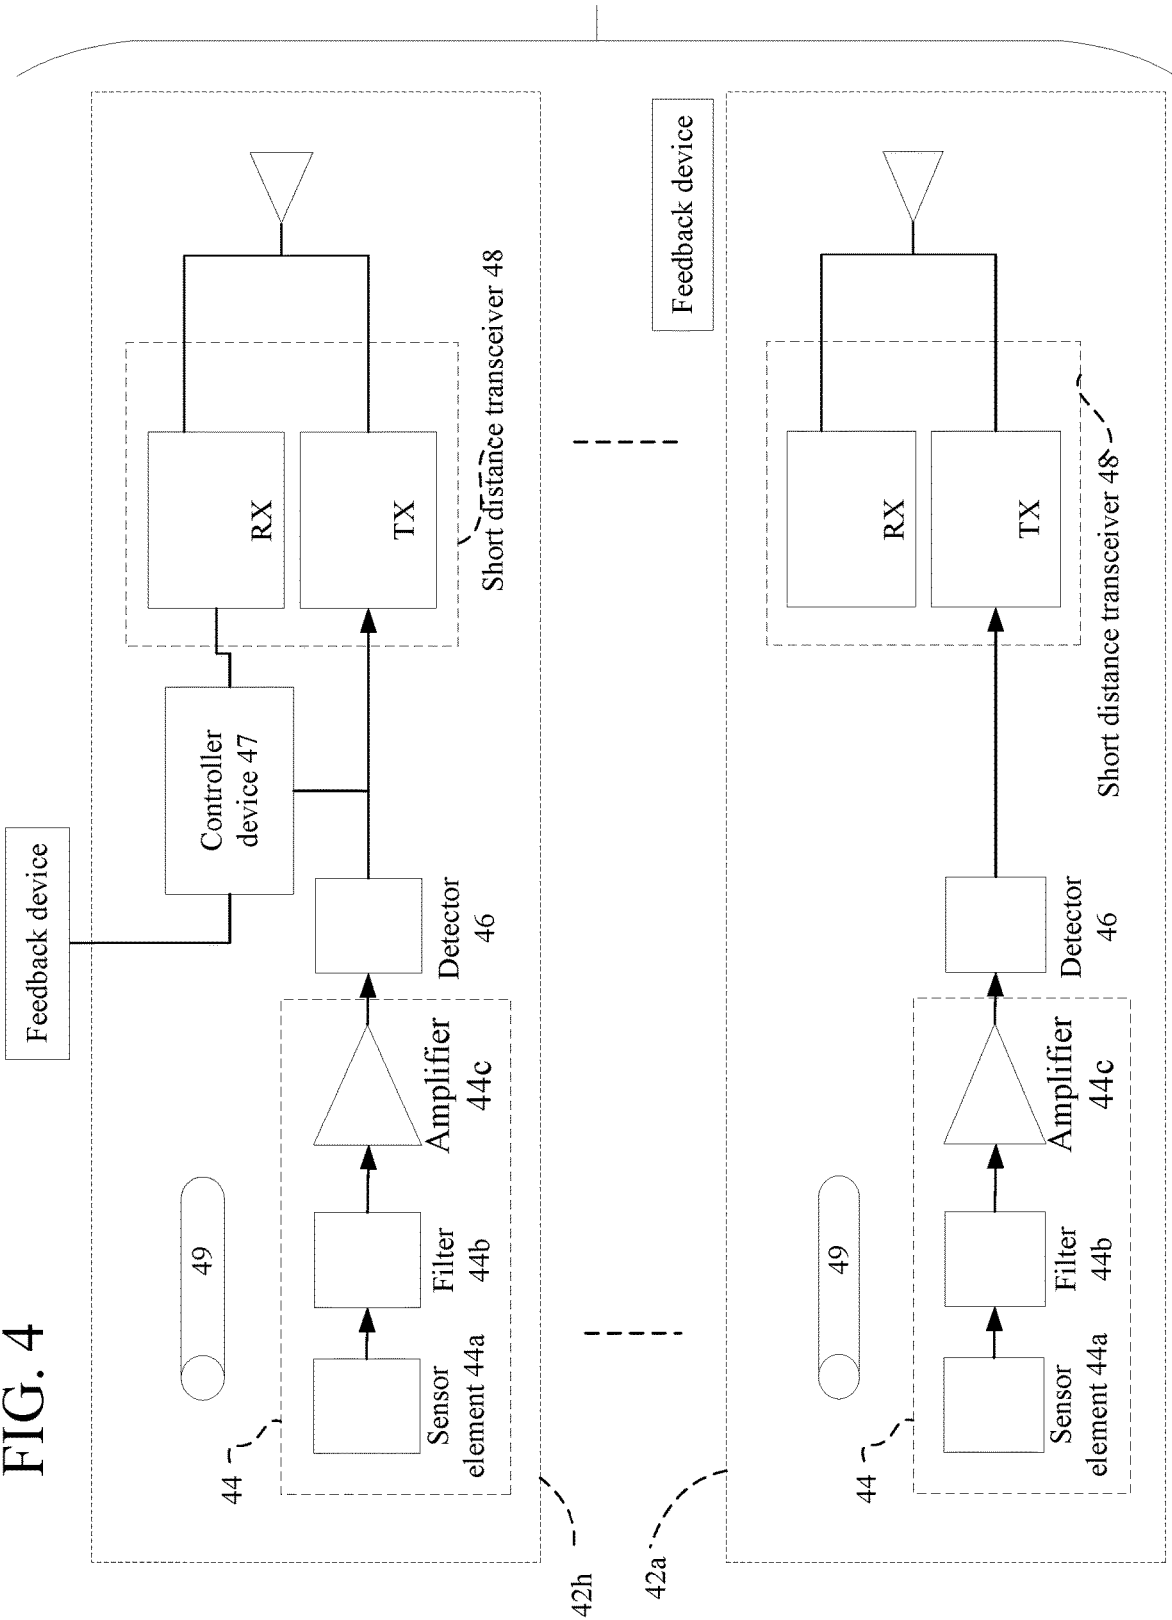 FIG. 4
Feedback device
Controller
device 47
RX
TX
Short distance transceiver 48
49
44
Sensor
element 44a
Filter
44b
Amplifier
44c
Detector
46
42h
42a
Feedback device
RX
TX
Short distance transceiver 48
49
44
Sensor
element 44a
Filter
44b
Amplifier
44c
Detector
46